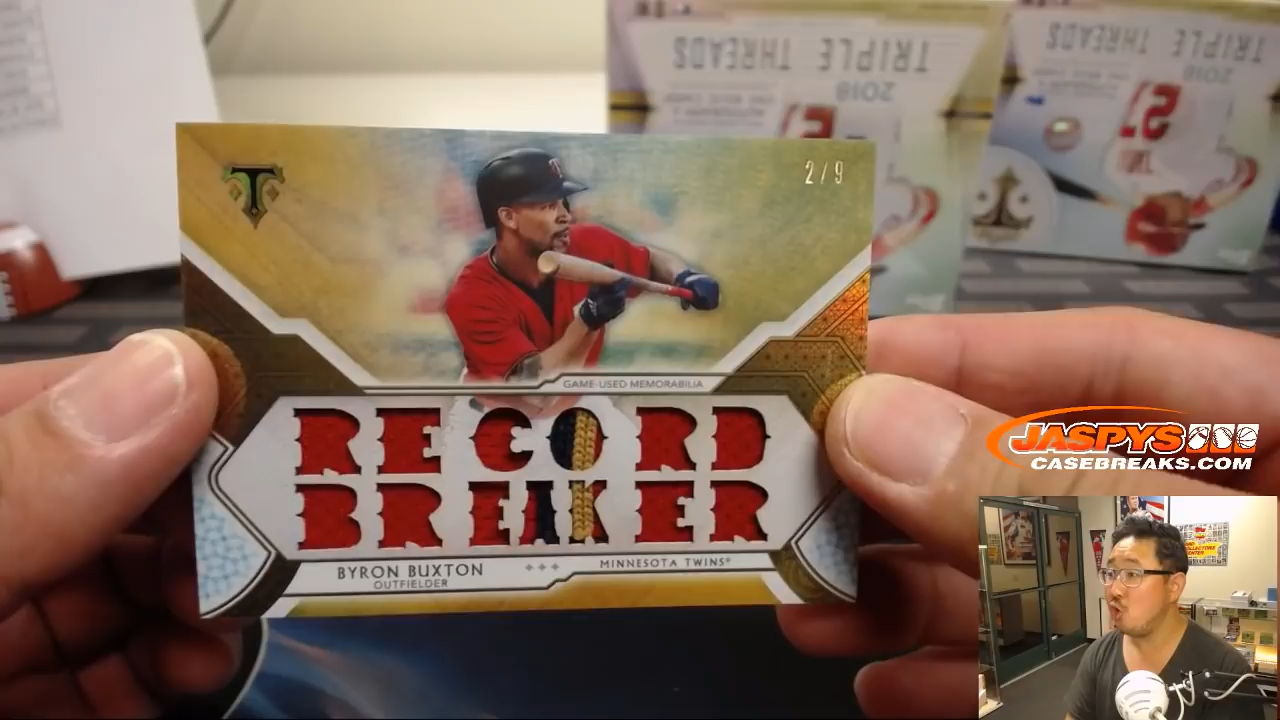 TRIPLE THREADS
2018
TRIPLE THREADS
2018
27
2/9
T
GAME-USED MEMORABILIA
RECORD
BREAKER
BYRON BUXTON
OUTFIELDER
MINNESOTA TWINS®
JASPYS
CASEBREAKS.COM